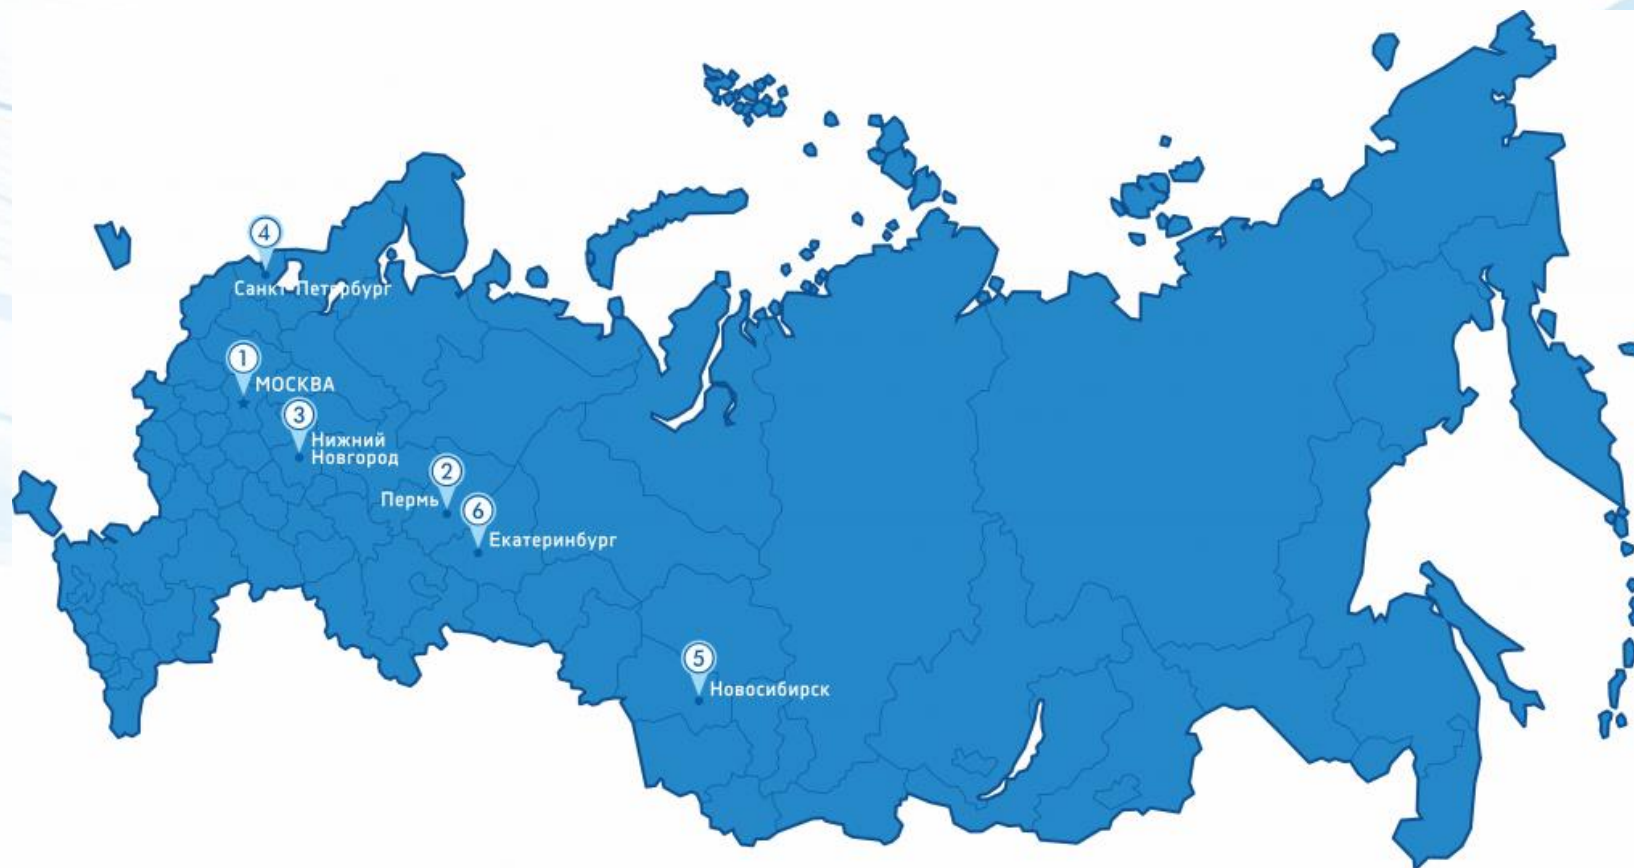 4
Санкт-Петербург
1
МОСКВА
3
Нижний
Новгород
2
Пермь
6
Екатеринбург
5
Новосибирск